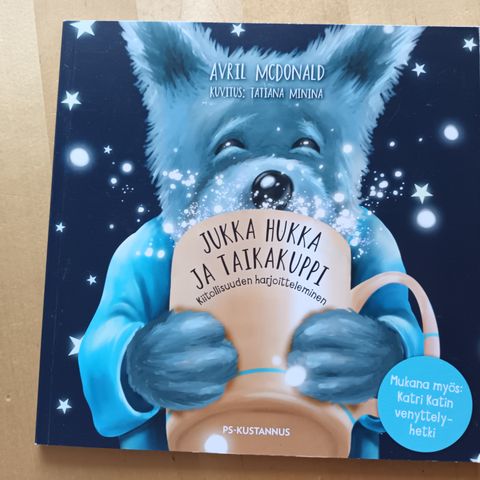 AVRIL MCDONALD
KUVITUS: TATIANA MININA
JUKKA HUKKA
JA TAIKAKUPPI
Kiitollisuuden harjoitteleminen
Mukana myös:
Katri Katin
venyttely-
hetki
PS-KUSTANNUS